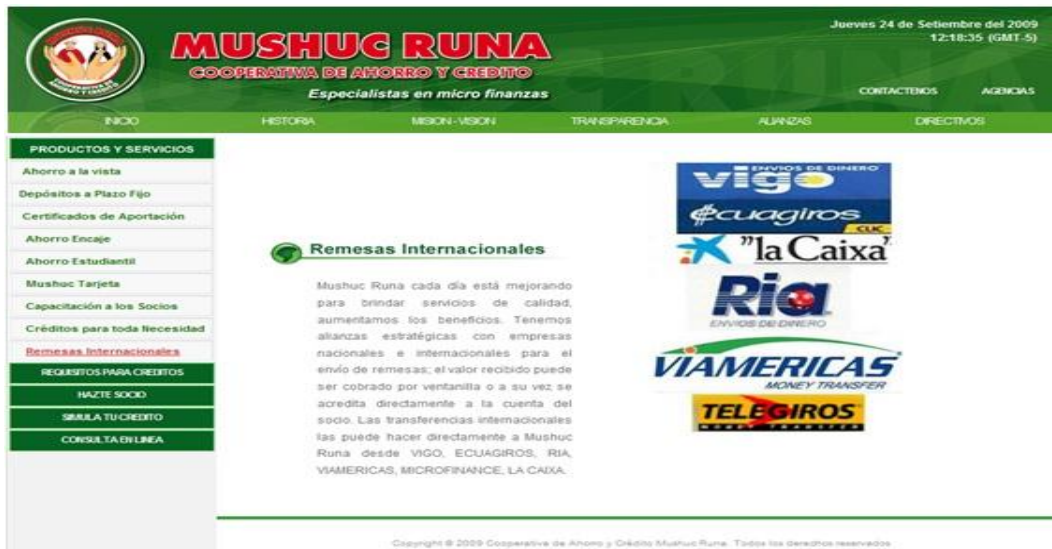 Jueves 24 de Setiembre del 2009
12:18:35 (GMT-5)
MUSHUC RUNA
COOPERATIVA DE AHORRO Y CREDITO
Especialistas en micro finanzas
CONTACTENOS AGENCIAS
INICIO HISTORIA MISION - VISION TRANSPARENCIA ALIANZAS DIRECTIVOS
PRODUCTOS Y SERVICIOS
Ahorro a la vista
Depósitos a Plazo Fijo
Certificados de Aportación
Ahorro Encaje
Ahorro Estudiantil
Mushuc Tarjeta
Capacitación a los Socios
Créditos para toda Necesidad
Remesas Internacionales
REQUISITOS PARA CREDITOS
HAZTE SOCIO
SIMULA TU CREDITO
CONSULTA EN LINEA
Remesas Internacionales
Mushuc Runa cada día está mejorando
para brindar servicios de calidad,
aumentamos los beneficios. Tenemos
alianzas estratégicas con empresas
nacionales e internacionales para el
envío de remesas; el valor recibido puede
ser cobrado por ventanilla o a su vez se
acredita directamente a la cuenta del
socio. Las transferencias internacionales
las puede hacer directamente a Mushuc
Runa desde VIGO, ECUAGIROS, RIA,
VIAMERICAS, MICROFINANCE, LA CAIXA.
ENVIOS DE DINERO
vigo
Ecuagiros
CLIC
"la Caixa"
Ria
ENVIOS DE DINERO
VIAMERICAS
MONEY TRANSFER
TELEGIROS
MONEY TRANSFER
Copyright © 2009 Cooperativa de Ahorro y Crédito Mushuc Runa. Todos los derechos reservados